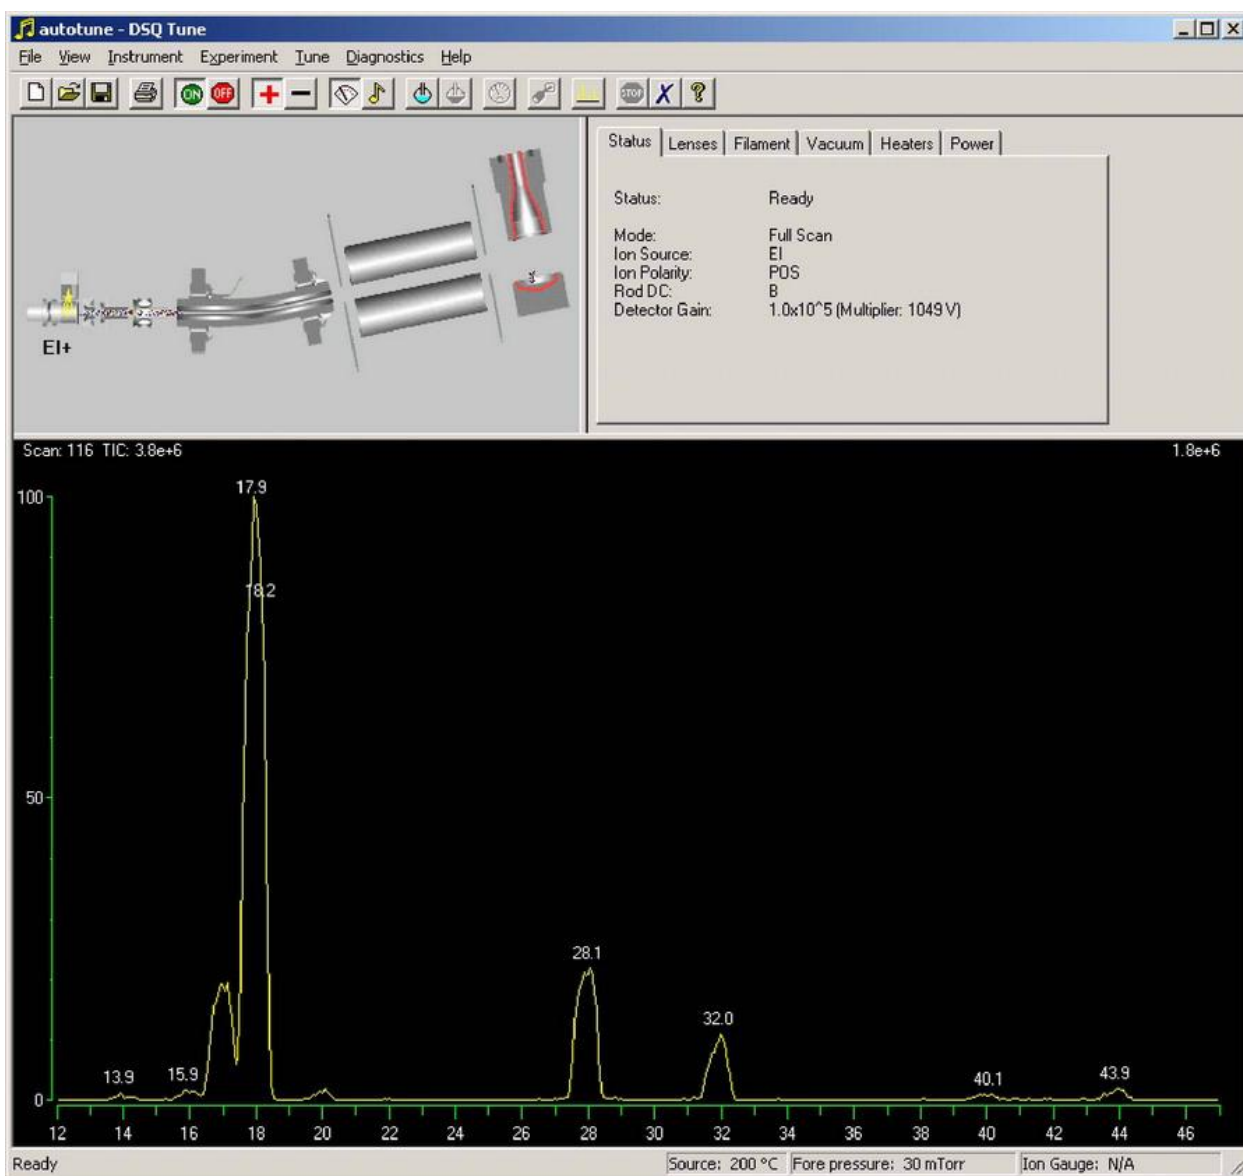 autotune - DSQ Tune
File View Instrument Experiment Tune Diagnostics Help
ON OFF STOP X ?
EI+
Status Lenses Filament Vacuum Heaters Power
Status: Ready
Mode: Full Scan
Ion Source: EI
Ion Polarity: POS
Rod DC: B
Detector Gain: 1.0x10^5 (Multiplier: 1049 V)
Scan: 116 TIC: 3.8e+6 1.8e+6
100
17.9
18.2
50
28.1
32.0
13.9 15.9 40.1 43.9
0
12 14 16 18 20 22 24 26 28 30 32 34 36 38 40 42 44 46
Ready Source: 200 °C Fore pressure: 30 mTorr Ion Gauge: N/A